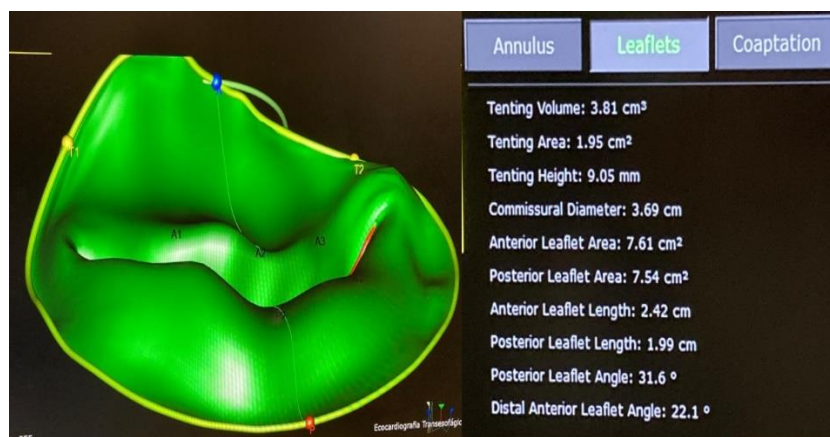 Annulus
Leaflets
Coaptation
Tenting Volume: 3.81 cm³
Tenting Area: 1.95 cm²
Tenting Height: 9.05 mm
Commissural Diameter: 3.69 cm
Anterior Leaflet Area: 7.61 cm²
Posterior Leaflet Area: 7.54 cm²
Anterior Leaflet Length: 2.42 cm
Posterior Leaflet Length: 1.99 cm
Posterior Leaflet Angle: 31.6 º
Distal Anterior Leaflet Angle: 22.1 º
T1
T2
A1
A2
A3
Ecocardiografía Transesofágic